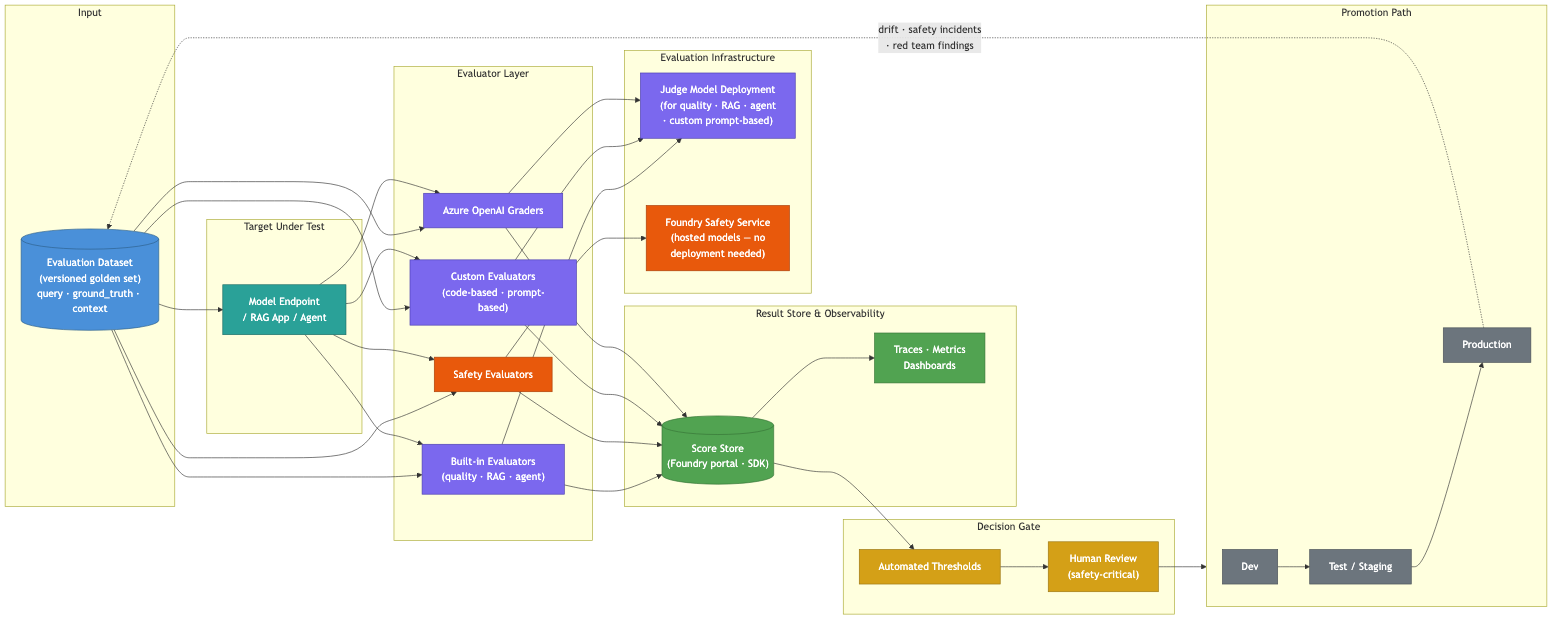 Input
Evaluation Dataset
(versioned golden set)
query · ground_truth ·
context
Target Under Test
Model Endpoint
/ RAG App / Agent
Evaluator Layer
Azure OpenAI Graders
Custom Evaluators
(code-based · prompt-
based)
Safety Evaluators
Built-in Evaluators
(quality · RAG · agent)
Evaluation Infrastructure
Judge Model Deployment
(for quality · RAG · agent
· custom prompt-based)
Foundry Safety Service
(hosted models — no
deployment needed)
Result Store & Observability
Traces · Metrics
Dashboards
Score Store
(Foundry portal · SDK)
Decision Gate
Automated Thresholds
Human Review
(safety-critical)
drift · safety incidents
· red team findings
Promotion Path
Production
Dev
Test / Staging